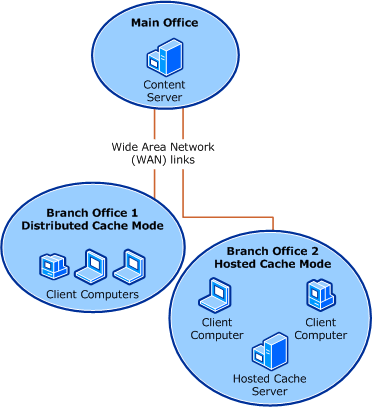 Main Office
Content
Server
Wide Area Network
(WAN) links
Branch Office 1
Distributed Cache Mode
Client Computers
Branch Office 2
Hosted Cache Mode
Client
Computer
Client
Computer
Hosted Cache
Server